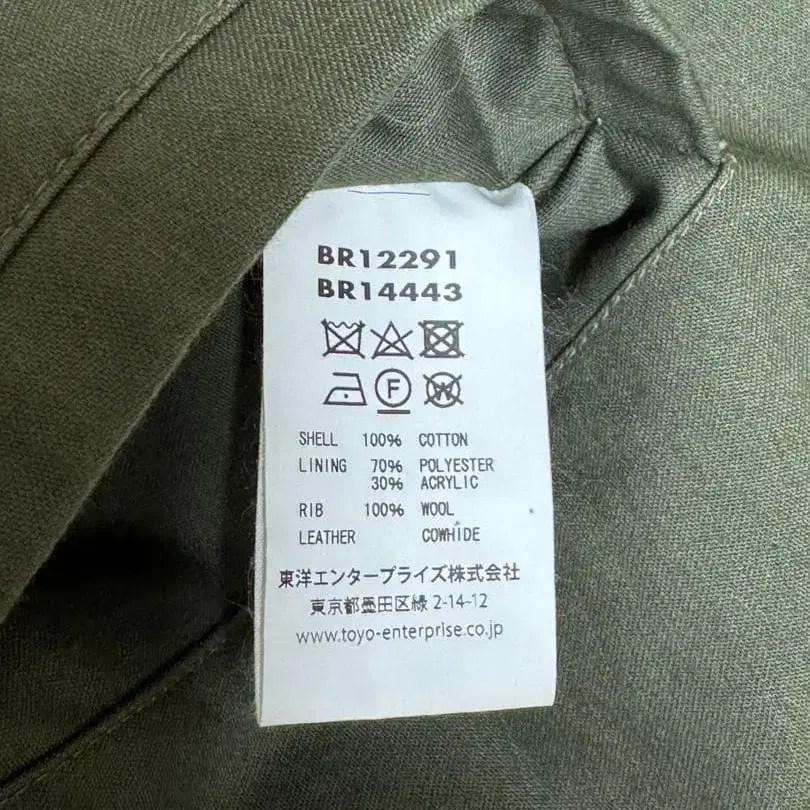 BR12291
BR14443
F
W
SHELL 100% COTTON
LINING 70% POLYESTER
30% ACRYLIC
RIB 100% WOOL
LEATHER COWHIDE
東洋エンタープライズ株式会社
東京都墨田区緑 2-14-12
www.toyo-enterprise.co.jp